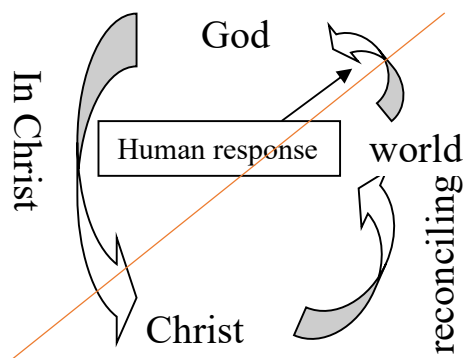 God
In Christ
Human response
world
reconciling
Christ